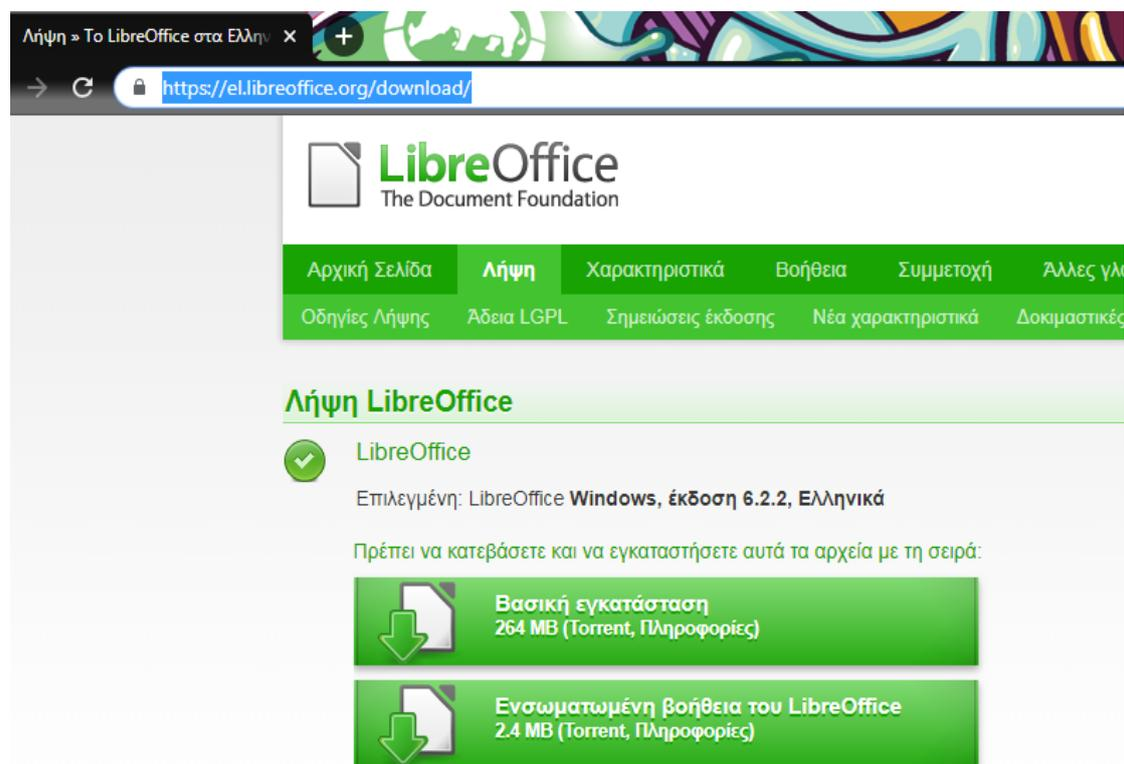 Λήψη » Το LibreOffice στα Ελλην
https://el.libreoffice.org/download/
LibreOffice
The Document Foundation
Αρχική Σελίδα Λήψη Χαρακτηριστικά Βοήθεια Συμμετοχή Άλλες γλ
Οδηγίες Λήψης Άδεια LGPL Σημειώσεις έκδοσης Νέα χαρακτηριστικά Δοκιμαστικές
Λήψη LibreOffice
LibreOffice
Επιλεγμένη: LibreOffice Windows, έκδοση 6.2.2, Ελληνικά
Πρέπει να κατεβάσετε και να εγκαταστήσετε αυτά τα αρχεία με τη σειρά:
Βασική εγκατάσταση
264 MB (Torrent, Πληροφορίες)
Ενσωματωμένη βοήθεια του LibreOffice
2.4 MB (Torrent, Πληροφορίες)